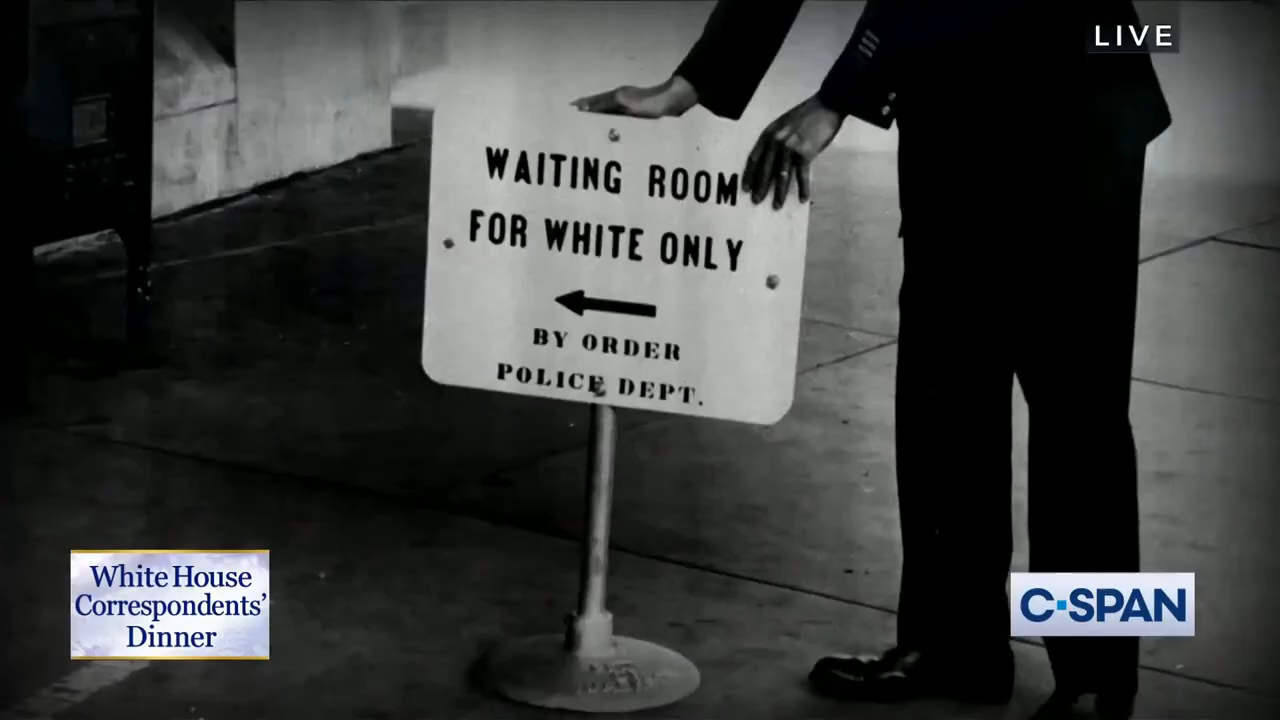 LIVE
WAITING ROOM
FOR WHITE ONLY
BY ORDER
POLICE DEPT.
White House
Correspondents'
Dinner
C-SPAN